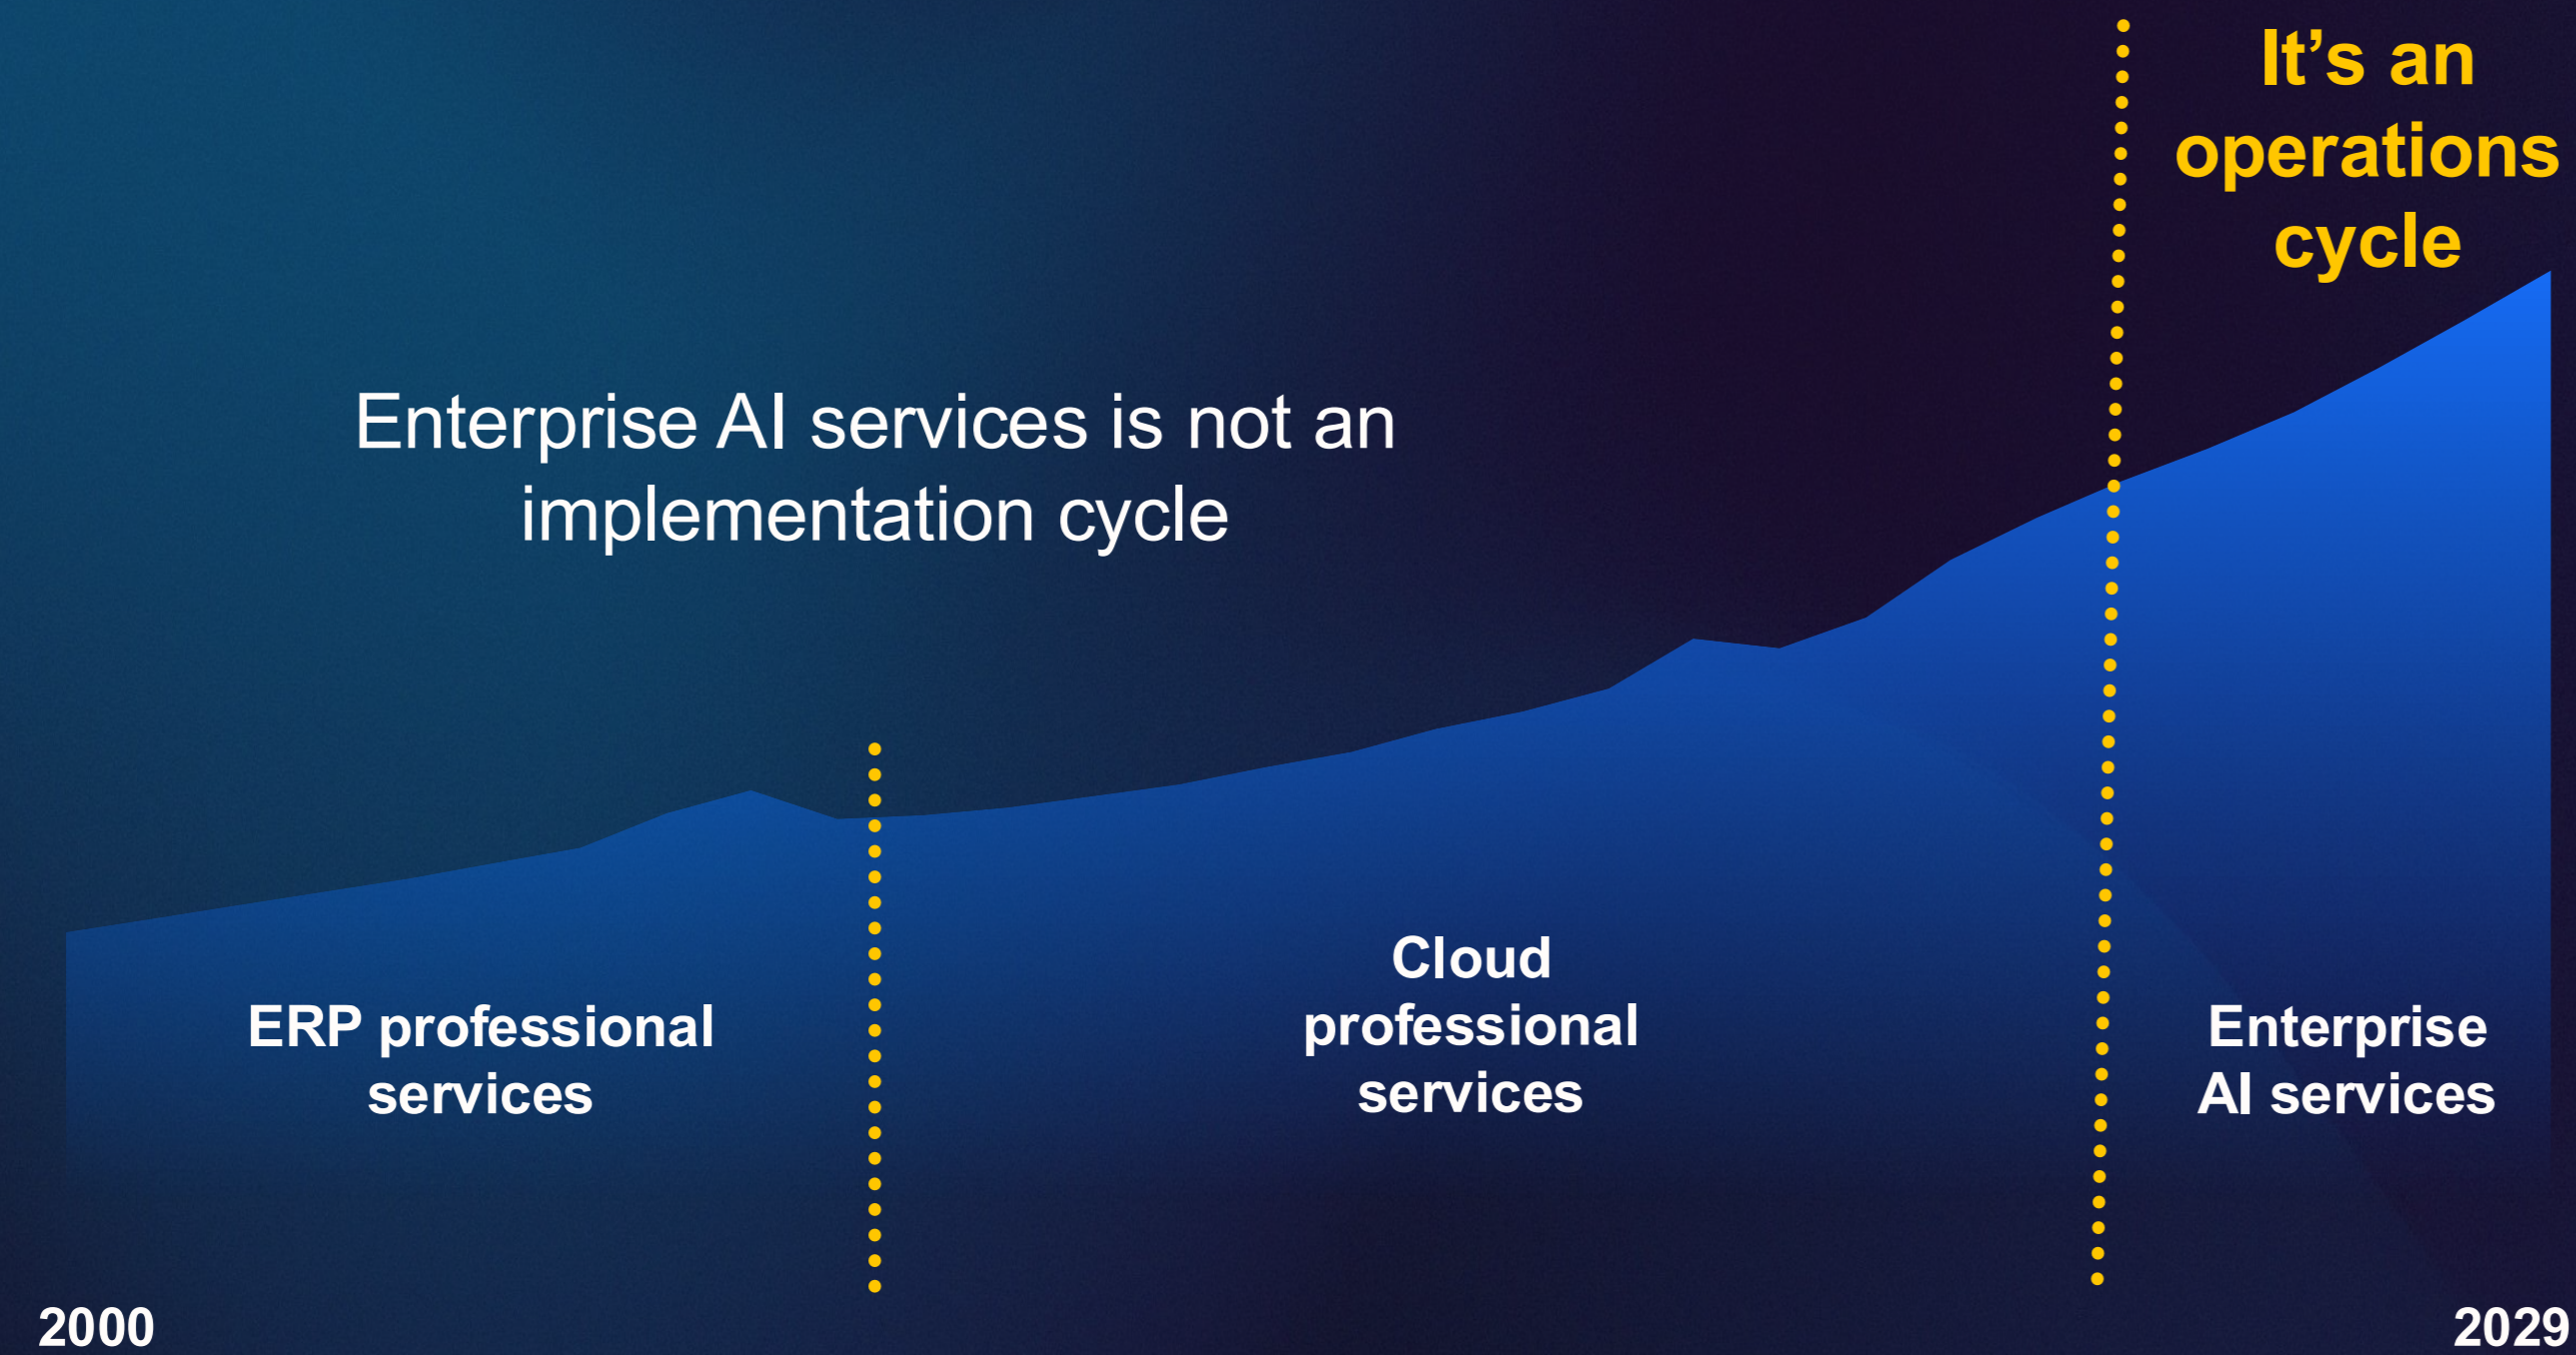 It’s an
operations
cycle
Enterprise AI services is not an
implementation cycle
ERP professional
services
Cloud
professional
services
Enterprise
AI services
2000
2029